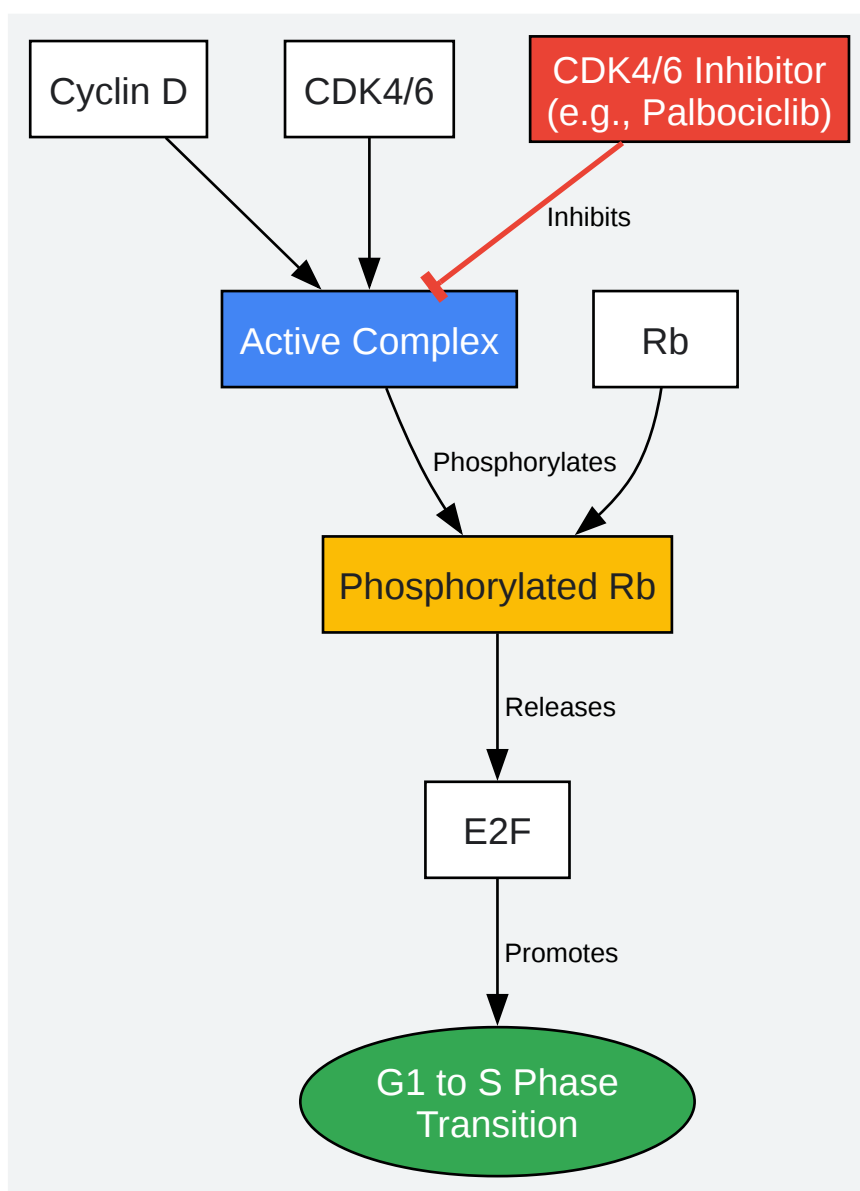 Cyclin D
CDK4/6
CDK4/6 Inhibitor
(e.g., Palbociclib)
Inhibits
Active Complex
Rb
Phosphorylates
Phosphorylated Rb
Releases
E2F
Promotes
G1 to S Phase
Transition